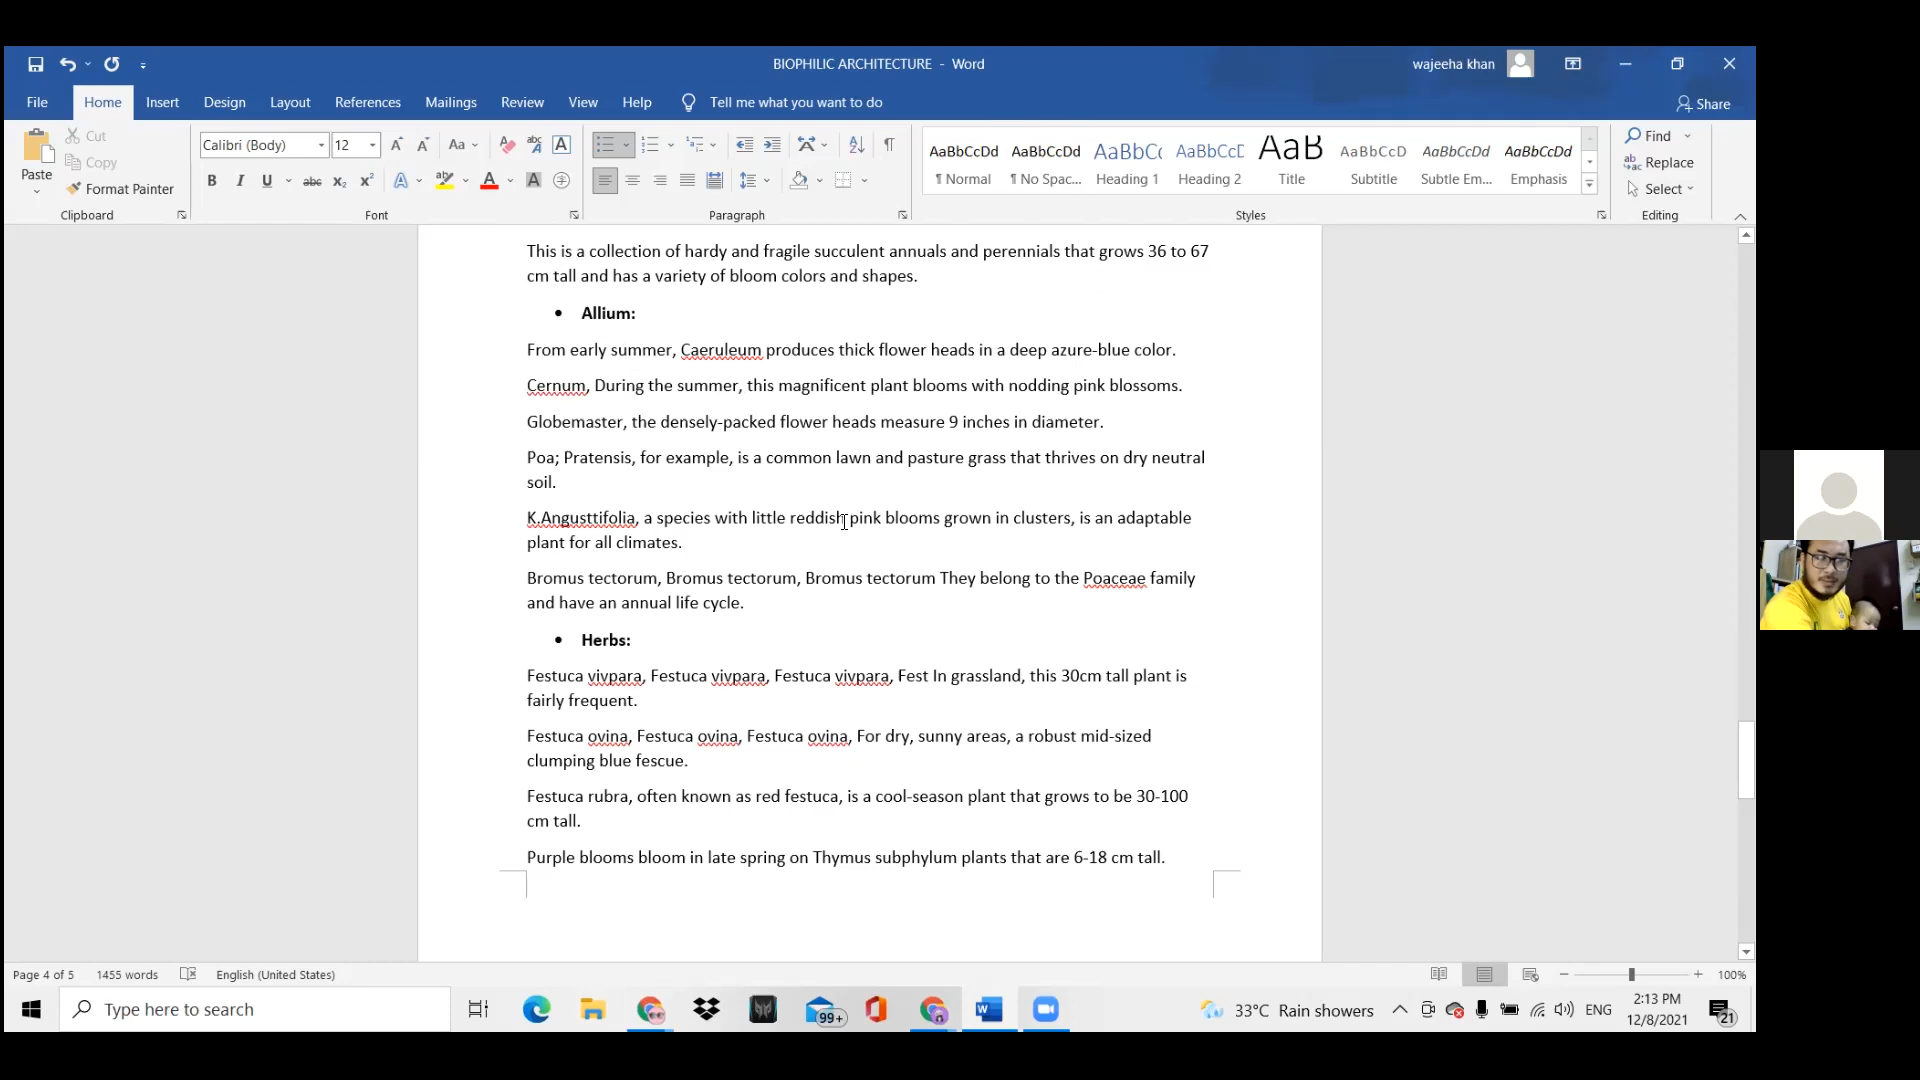 BIOPHILIC ARCHITECTURE - Word
wajeeha khan
File Home Insert Design Layout References Mailings Review View Help Tell me what you want to do
Share
Paste
Cut
Copy
Format Painter
Clipboard
Calibri (Body) 12
Font
Paragraph
AaBbCcDd AaBbCcDd AaBbCc AaBbCcD AaB AaBbCcD AaBbCcDd AaBbCcDd
¶ Normal ¶ No Spac... Heading 1 Heading 2 Title Subtitle Subtle Em... Emphasis
Styles
Find
Replace
Select
Editing
This is a collection of hardy and fragile succulent annuals and perennials that grows 36 to 67
cm tall and has a variety of bloom colors and shapes.
• Allium:
From early summer, Caeruleum produces thick flower heads in a deep azure-blue color.
Cernum, During the summer, this magnificent plant blooms with nodding pink blossoms.
Globemaster, the densely-packed flower heads measure 9 inches in diameter.
Poa; Pratensis, for example, is a common lawn and pasture grass that thrives on dry neutral
soil.
K.Angusttifolia, a species with little reddish pink blooms grown in clusters, is an adaptable
plant for all climates.
Bromus tectorum, Bromus tectorum, Bromus tectorum They belong to the Poaceae family
and have an annual life cycle.
• Herbs:
Festuca vivpara, Festuca vivpara, Festuca vivpara, Fest In grassland, this 30cm tall plant is
fairly frequent.
Festuca ovina, Festuca ovina, Festuca ovina, For dry, sunny areas, a robust mid-sized
clumping blue fescue.
Festuca rubra, often known as red festuca, is a cool-season plant that grows to be 30-100
cm tall.
Purple blooms bloom in late spring on Thymus subphylum plants that are 6-18 cm tall.
Page 4 of 5 1455 words English (United States) 100%
Type here to search
99+
33°C Rain showers
ENG
2:13 PM
12/8/2021
21